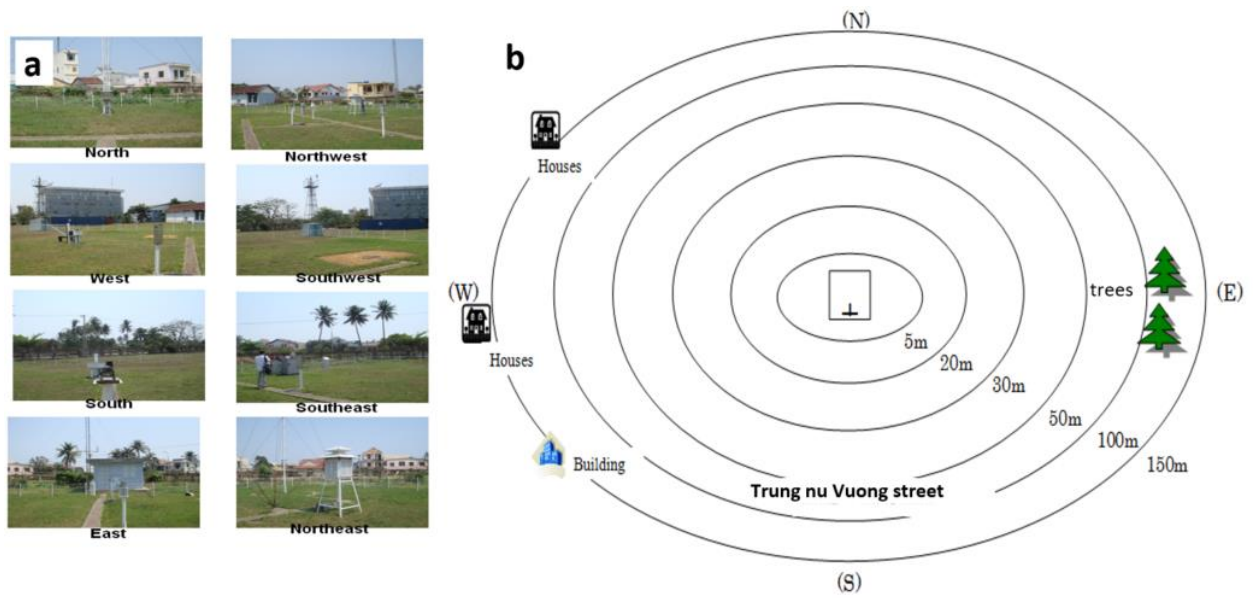 a
North
Northwest
West
Southwest
South
Southeast
East
Northeast
b
(N)
Houses
(W)
trees
(E)
5m
Houses
20m
30m
50m
100m
150m
Building
Trung nu Vuong street
(S)